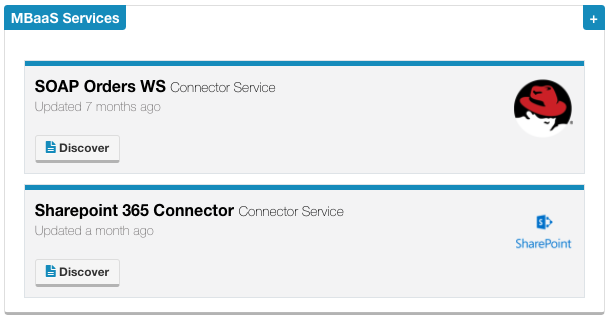 MBaaS Services
+
SOAP Orders WS Connector Service
Updated 7 months ago
Discover
Sharepoint 365 Connector Connector Service
Updated a month ago
S
SharePoint
Discover